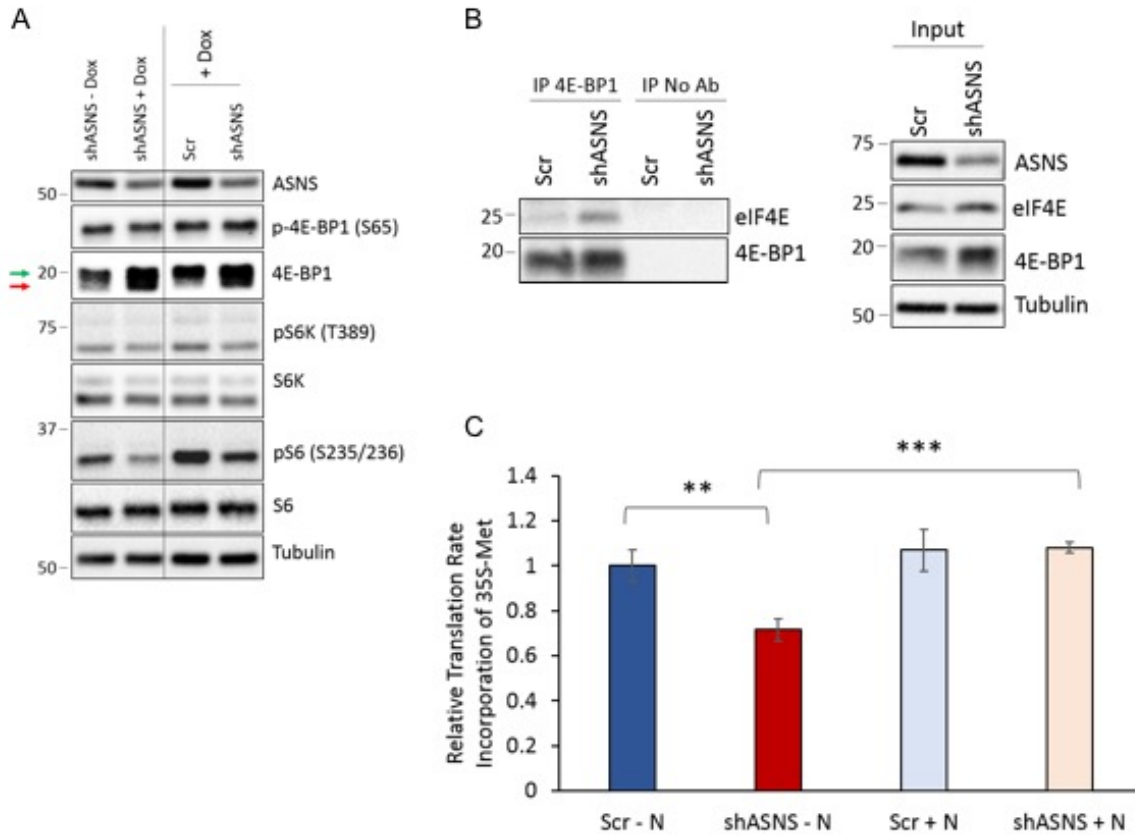 A
shASNS - Dox
shASNS + Dox
+ Dox
Scr
shASNS
50
ASNS
p-4E-BP1 (S65)
20
4E-BP1
75
pS6K (T389)
S6K
37
pS6 (S235/236)
S6
50
Tubulin
B
IP 4E-BP1
IP No Ab
Scr
shASNS
Scr
shASNS
25
eIF4E
20
4E-BP1
Input
Scr
shASNS
75
ASNS
25
eIF4E
20
4E-BP1
50
Tubulin
C
Relative Translation Rate
Incorporation of 35S-Met
1.4
1.2
1
0.8
0.6
0.4
0.2
0
**
***
Scr - N
shASNS - N
Scr + N
shASNS + N